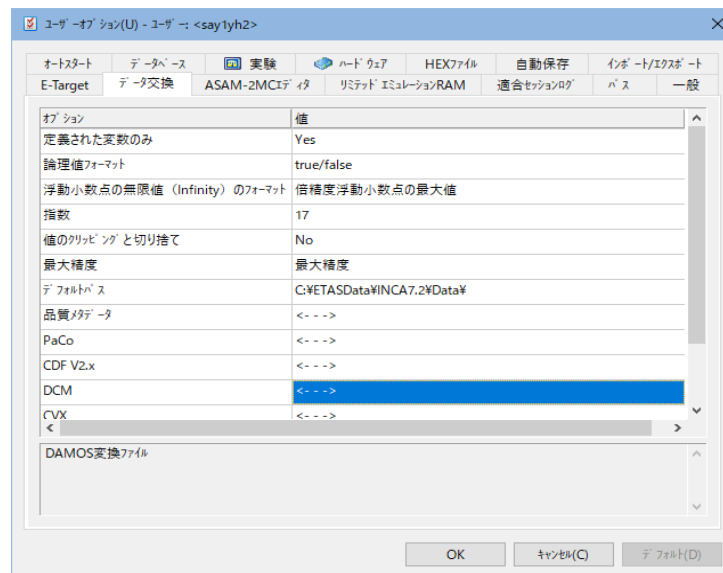 ﾕｰｻﾞｰｵﾌﾟｼｮﾝ(U) - ﾕｰｻﾞｰ: <say1yh2>
ｵｰﾄｽﾀｰﾄ ﾃﾞｰﾀﾍﾞｰｽ 実験 ﾊｰﾄﾞｳｪｱ HEXﾌｧｲﾙ 自動保存 ｲﾝﾎﾟｰﾄ/ｴｸｽﾎﾟｰﾄ
E-Target ﾃﾞｰﾀ交換 ASAM-2MCｴﾃﾞｨﾀ ﾘﾐﾃｯﾄﾞｴﾐｭﾚｰｼｮﾝRAM 適合ｾｯｼｮﾝﾛｸﾞ ﾊﾟｽ 一般
ｵﾌﾟｼｮﾝ 値
定義された変数のみ Yes
論理値ﾌｫｰﾏｯﾄ true/false
浮動小数点の無限値（Infinity）のﾌｫｰﾏｯﾄ 倍精度浮動小数点の最大値
指数 17
値のｸﾘｯﾋﾟﾝｸﾞと切り捨て No
最大精度 最大精度
ﾃﾞﾌｫﾙﾄﾊﾟｽ C:¥ETASData¥INCA7.2¥Data¥
品質ﾒﾀﾃﾞｰﾀ <- - ->
PaCo <- - ->
CDF V2.x <- - ->
DCM <- - ->
CVX <- - ->
DAMOS変換ﾌｧｲﾙ
OK ｷｬﾝｾﾙ(C) ﾃﾞﾌｫﾙﾄ(D)